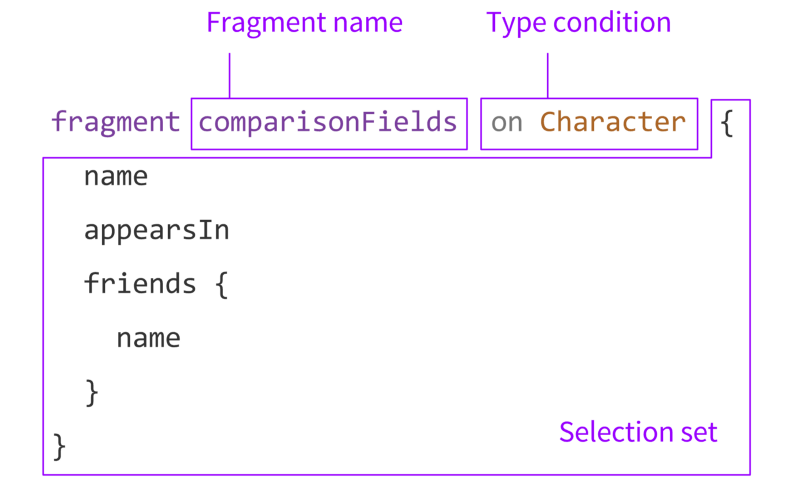 Fragment name Type condition
fragment comparisonFields on Character {
name
appearsIn
friends {
name
}
Selection set
}